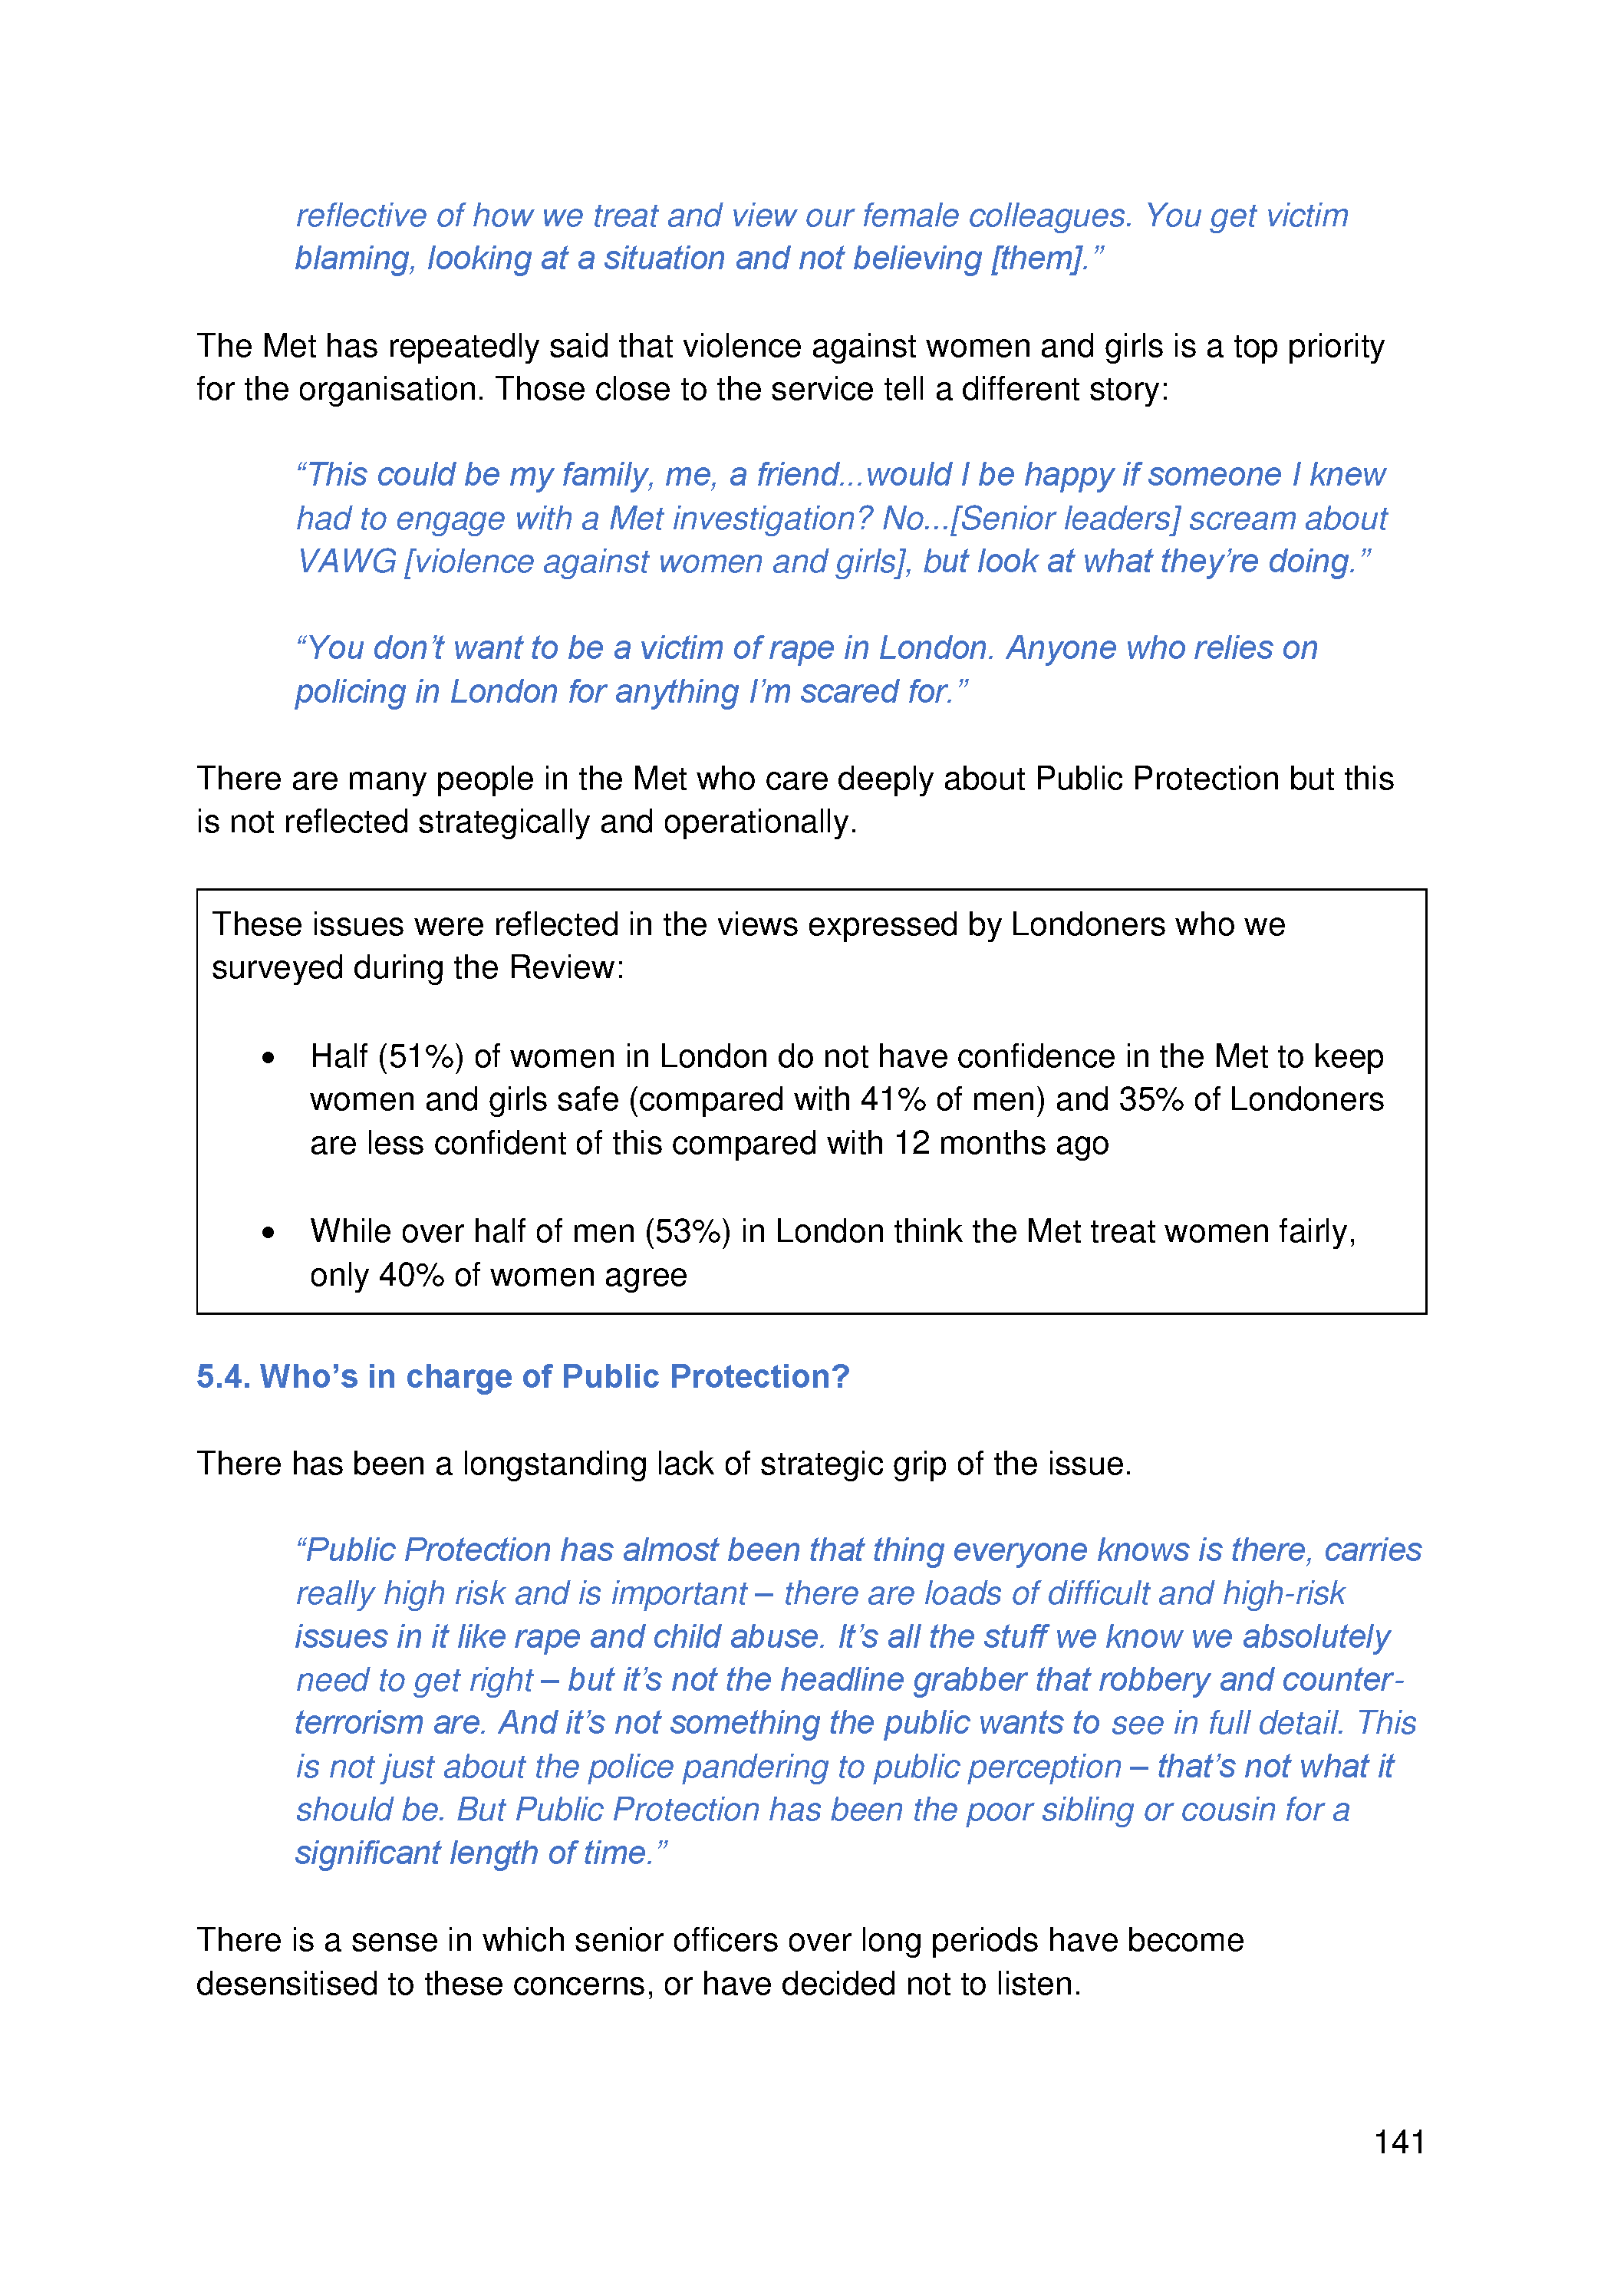 reflective of how we treat and view our female colleagues. You get victim
blaming, looking at a situation and not believing [them].”
The Met has repeatedly said that violence against women and girls is a top priority
for the organisation. Those close to the service tell a different story:
“This could be my family, me, a friend...would I be happy if someone I knew
had to engage with a Met investigation? No...[Senior leaders] scream about
VAWG [violence against women and girls], but look at what they’re doing.”
“You don’t want to be a victim of rape in London. Anyone who relies on
policing in London for anything I’m scared for.”
There are many people in the Met who care deeply about Public Protection but this
is not reflected strategically and operationally.
These issues were reflected in the views expressed by Londoners who we
surveyed during the Review:
• Half (51%) of women in London do not have confidence in the Met to keep
women and girls safe (compared with 41% of men) and 35% of Londoners
are less confident of this compared with 12 months ago
• While over half of men (53%) in London think the Met treat women fairly,
only 40% of women agree
5.4. Who’s in charge of Public Protection?
There has been a longstanding lack of strategic grip of the issue.
“Public Protection has almost been that thing everyone knows is there, carries
really high risk and is important – there are loads of difficult and high-risk
issues in it like rape and child abuse. It’s all the stuff we know we absolutely
need to get right – but it’s not the headline grabber that robbery and counter-
terrorism are. And it’s not something the public wants to see in full detail. This
is not just about the police pandering to public perception – that’s not what it
should be. But Public Protection has been the poor sibling or cousin for a
significant length of time.”
There is a sense in which senior officers over long periods have become
desensitised to these concerns, or have decided not to listen.
141